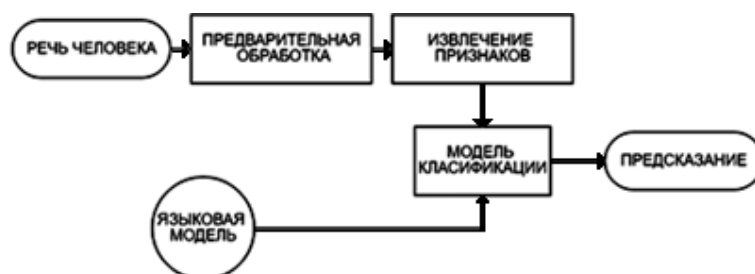 РЕЧЬ ЧЕЛОВЕКА
ПРЕДВАРИТЕЛЬНАЯ
ОБРАБОТКА
ИЗВЛЕЧЕНИЕ
ПРИЗНАКОВ
МОДЕЛЬ
КЛАСИФИКАЦИИ
ПРЕДСКАЗАНИЕ
ЯЗЫКОВАЯ
МОДЕЛЬ